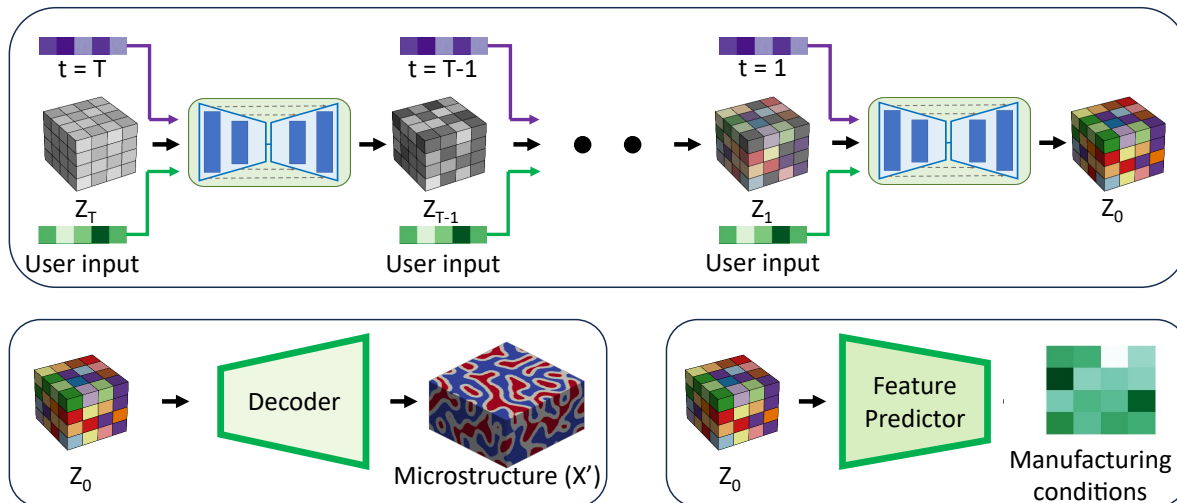 t = T
t = T-1
t = 1
Z_T
Z_{T-1}
Z_1
Z_0
User input
User input
User input
Decoder
Z_0
Microstructure (X’)
Feature
Predictor
Z_0
Manufacturing
conditions